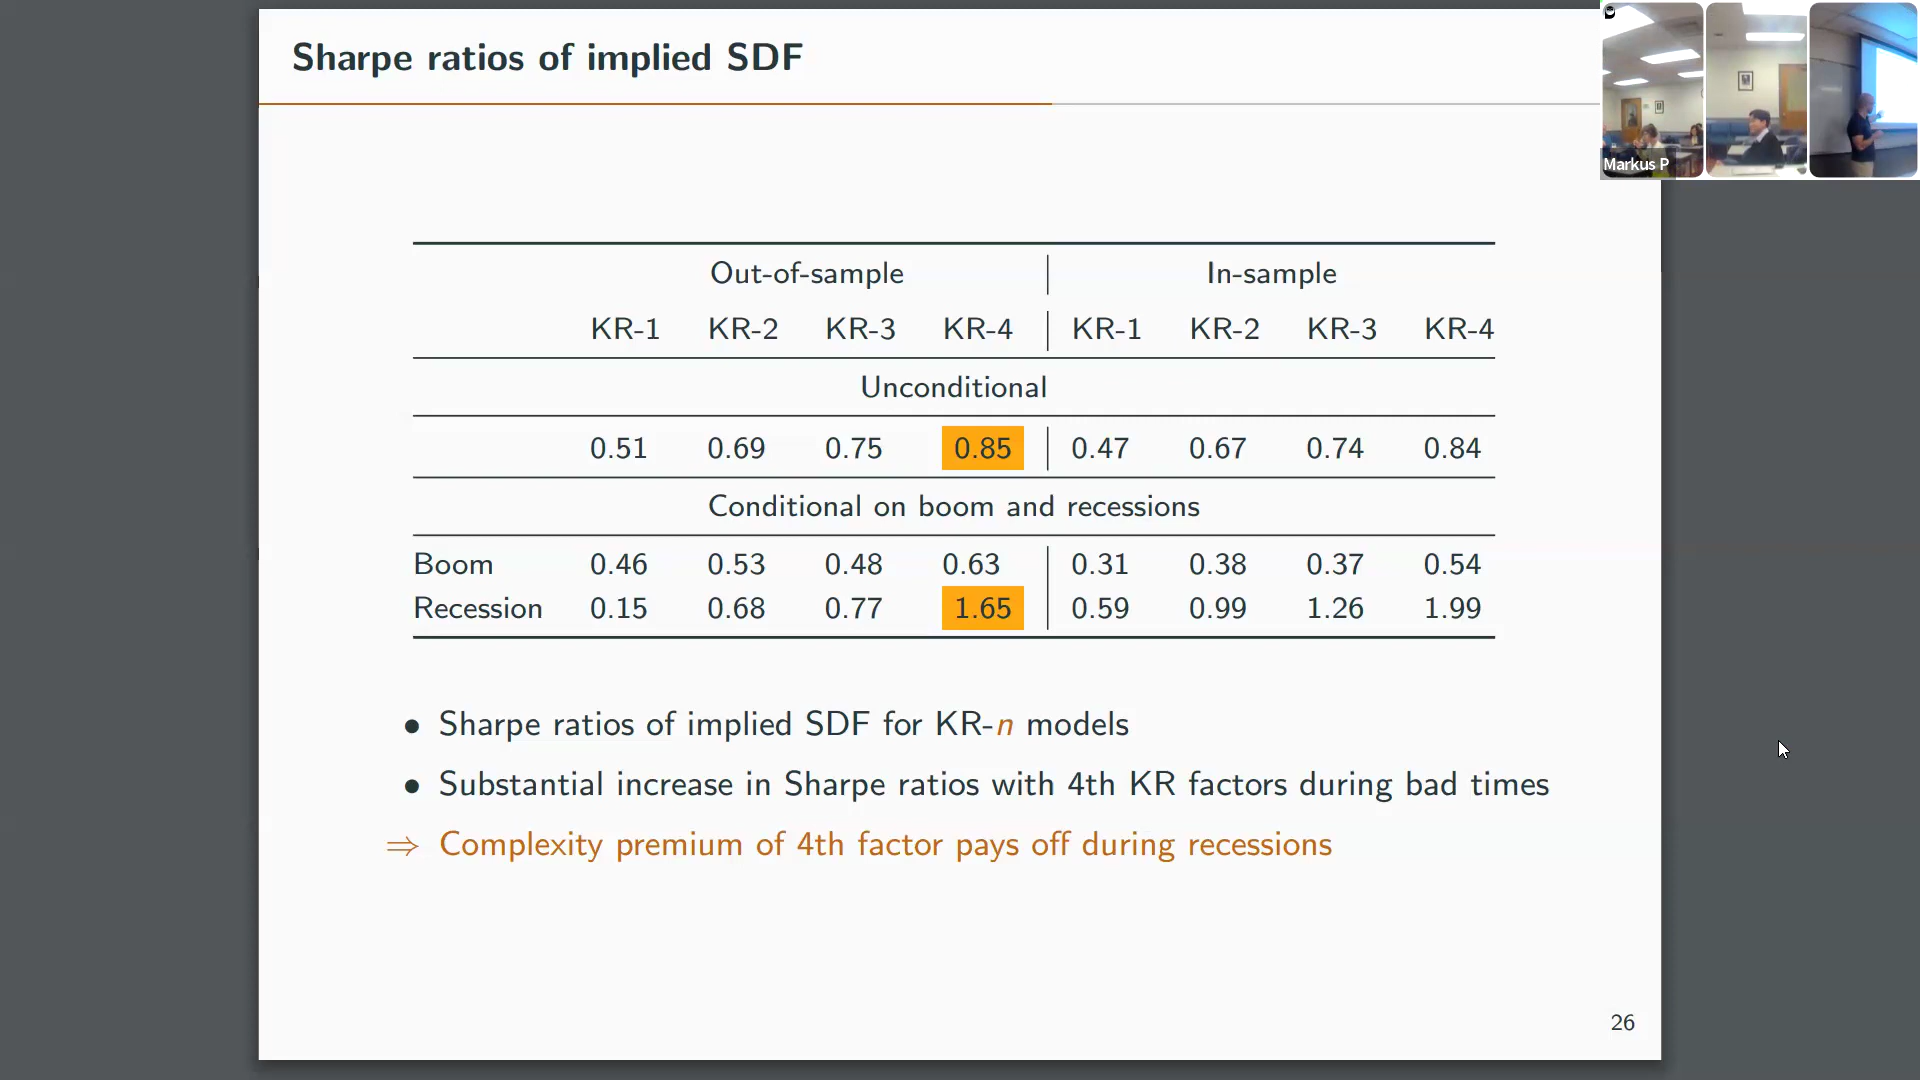 Sharpe ratios of implied SDF
Markus P
Out-of-sample In-sample
KR-1 KR-2 KR-3 KR-4 KR-1 KR-2 KR-3 KR-4
Unconditional
0.51 0.69 0.75 0.85 0.47 0.67 0.74 0.84
Conditional on boom and recessions
Boom 0.46 0.53 0.48 0.63 0.31 0.38 0.37 0.54
Recession 0.15 0.68 0.77 1.65 0.59 0.99 1.26 1.99
• Sharpe ratios of implied SDF for KR-n models
• Substantial increase in Sharpe ratios with 4th KR factors during bad times
⇒ Complexity premium of 4th factor pays off during recessions
26